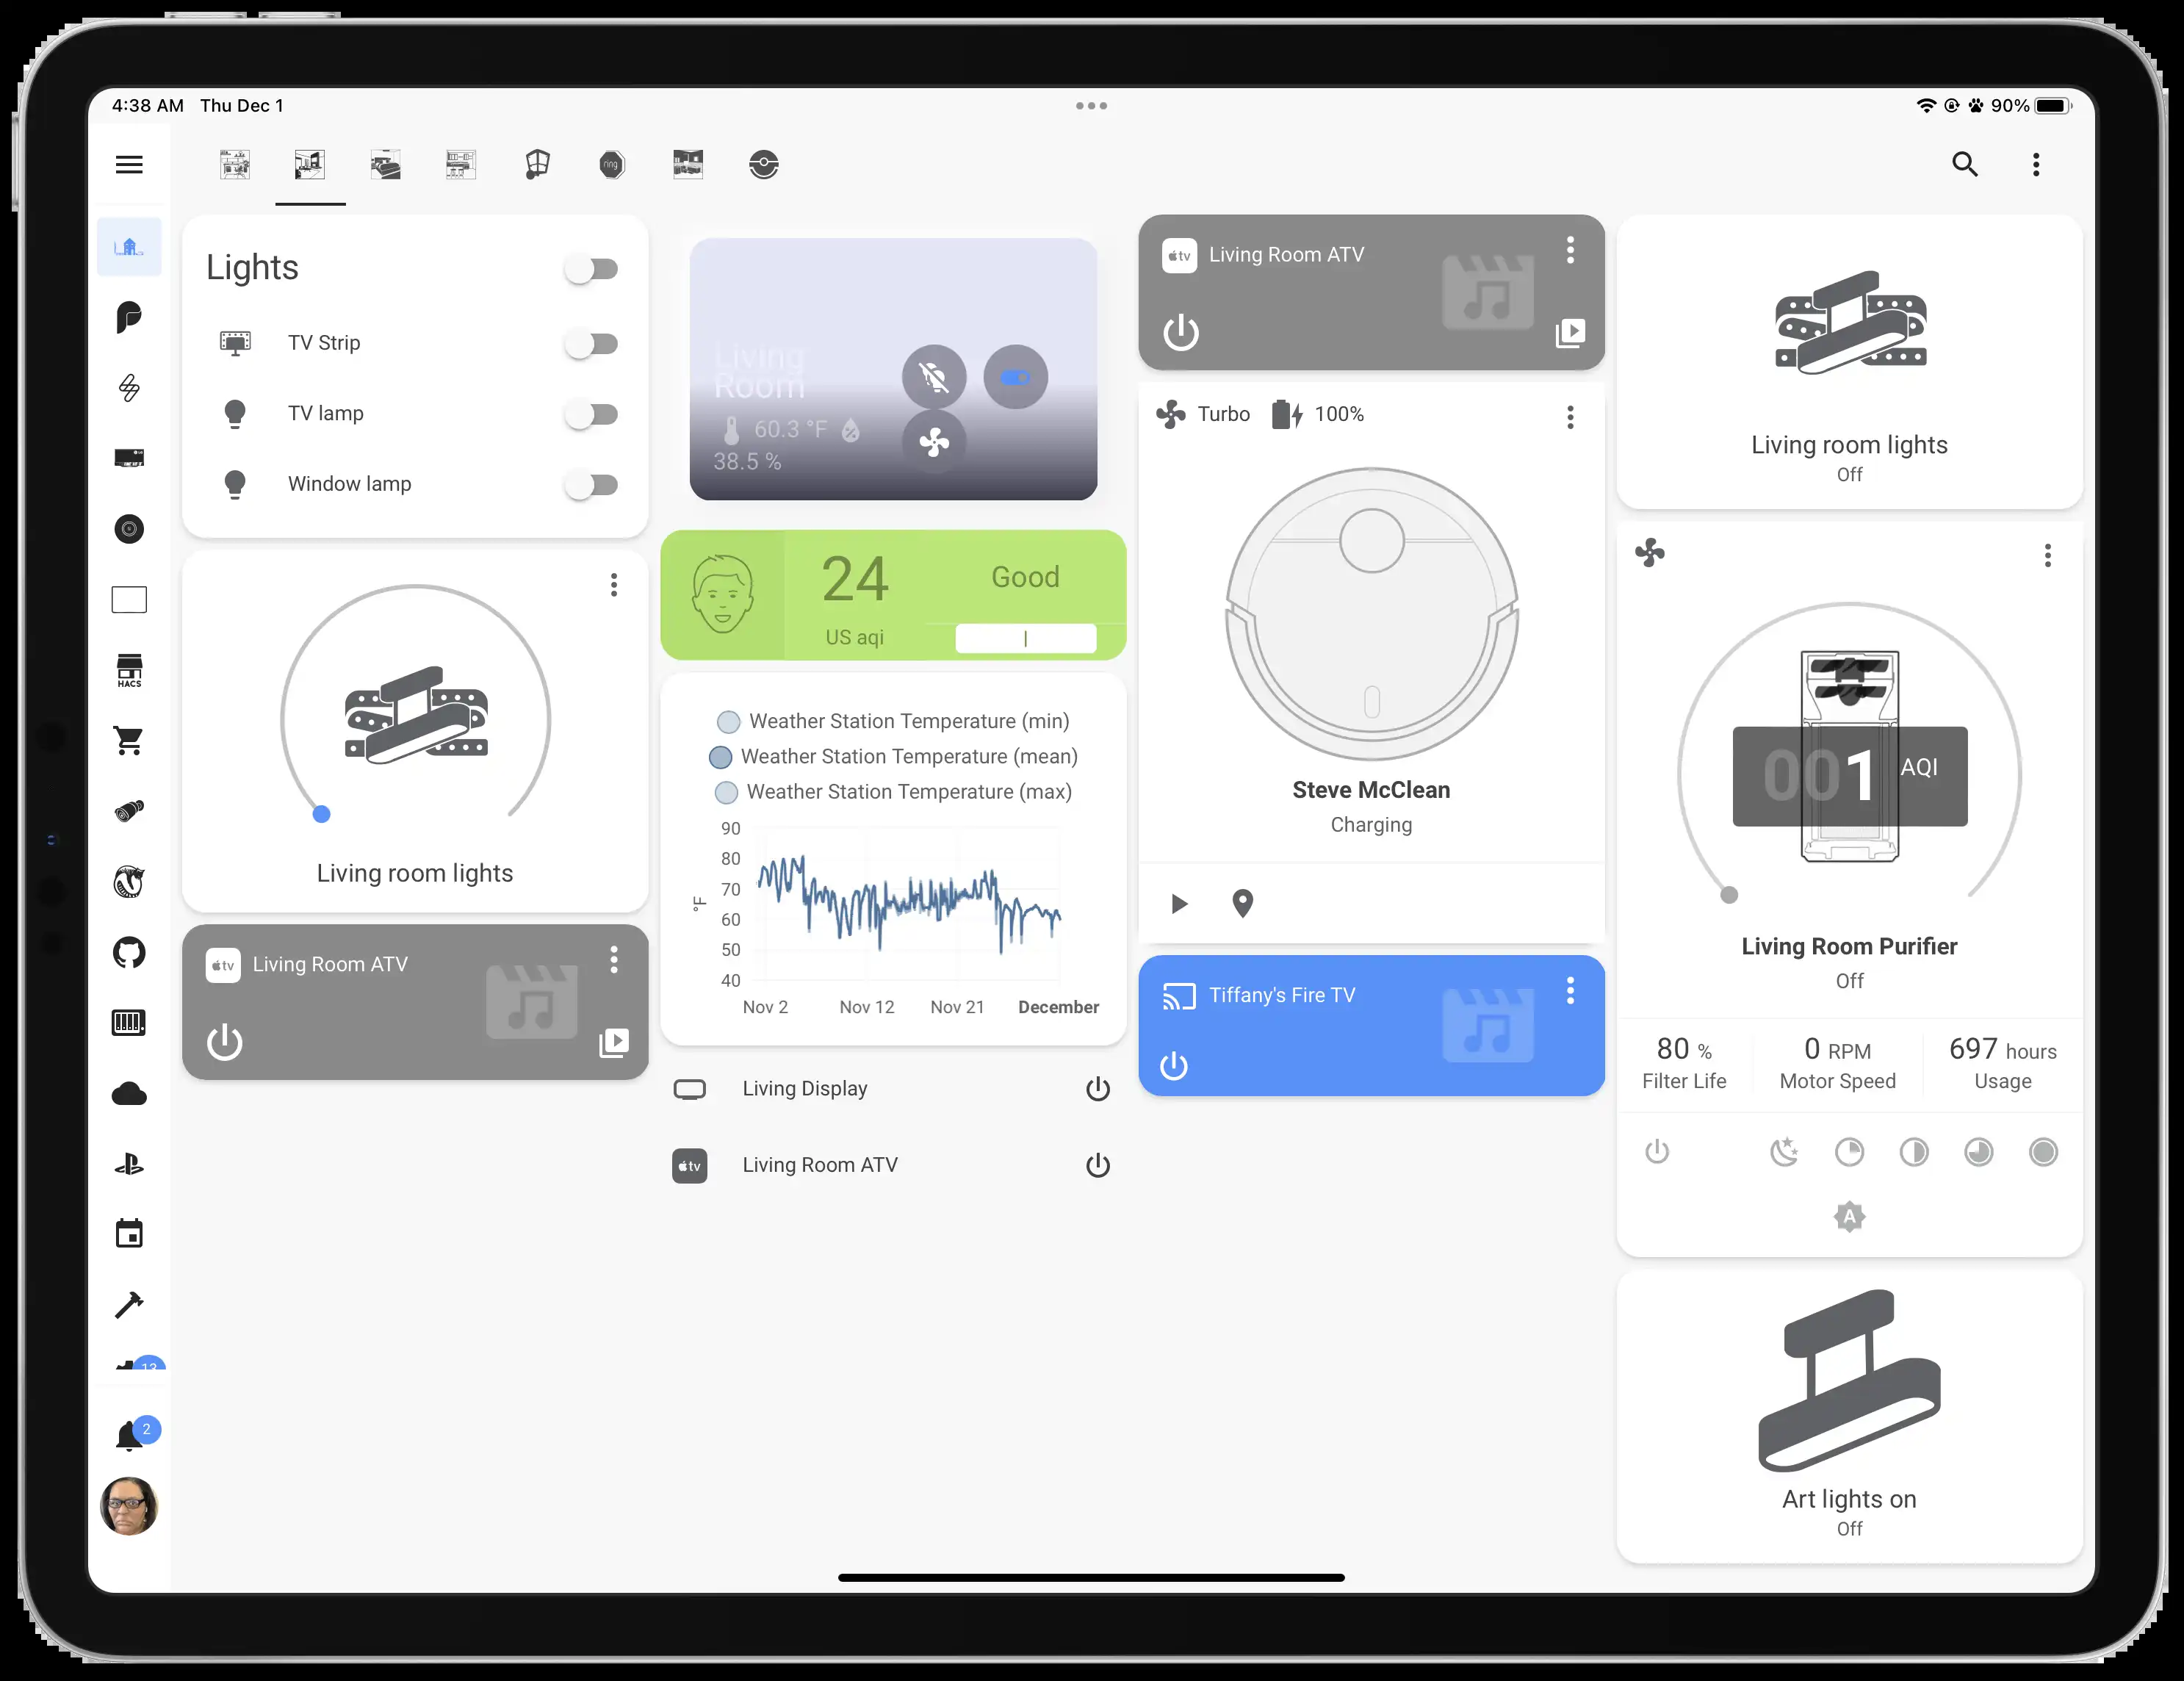 4:38 AM Thu Dec 1
90%
ring
Lights
TV Strip
TV lamp
Window lamp
Living room lights
tv Living Room ATV
Living
Room
60.3 °F
38.5 %
24
US aqi
Good
Weather Station Temperature (min)
Weather Station Temperature (mean)
Weather Station Temperature (max)
°F
90
80
70
60
50
40
Nov 2 Nov 12 Nov 21 December
Living Display
tv Living Room ATV
tv Living Room ATV
Turbo 100%
Steve McClean
Charging
Tiffany's Fire TV
Living room lights
Off
001 AQI
Living Room Purifier
Off
80 % 0 RPM 697 hours
Filter Life Motor Speed Usage
A
Art lights on
Off
HACS
13
2